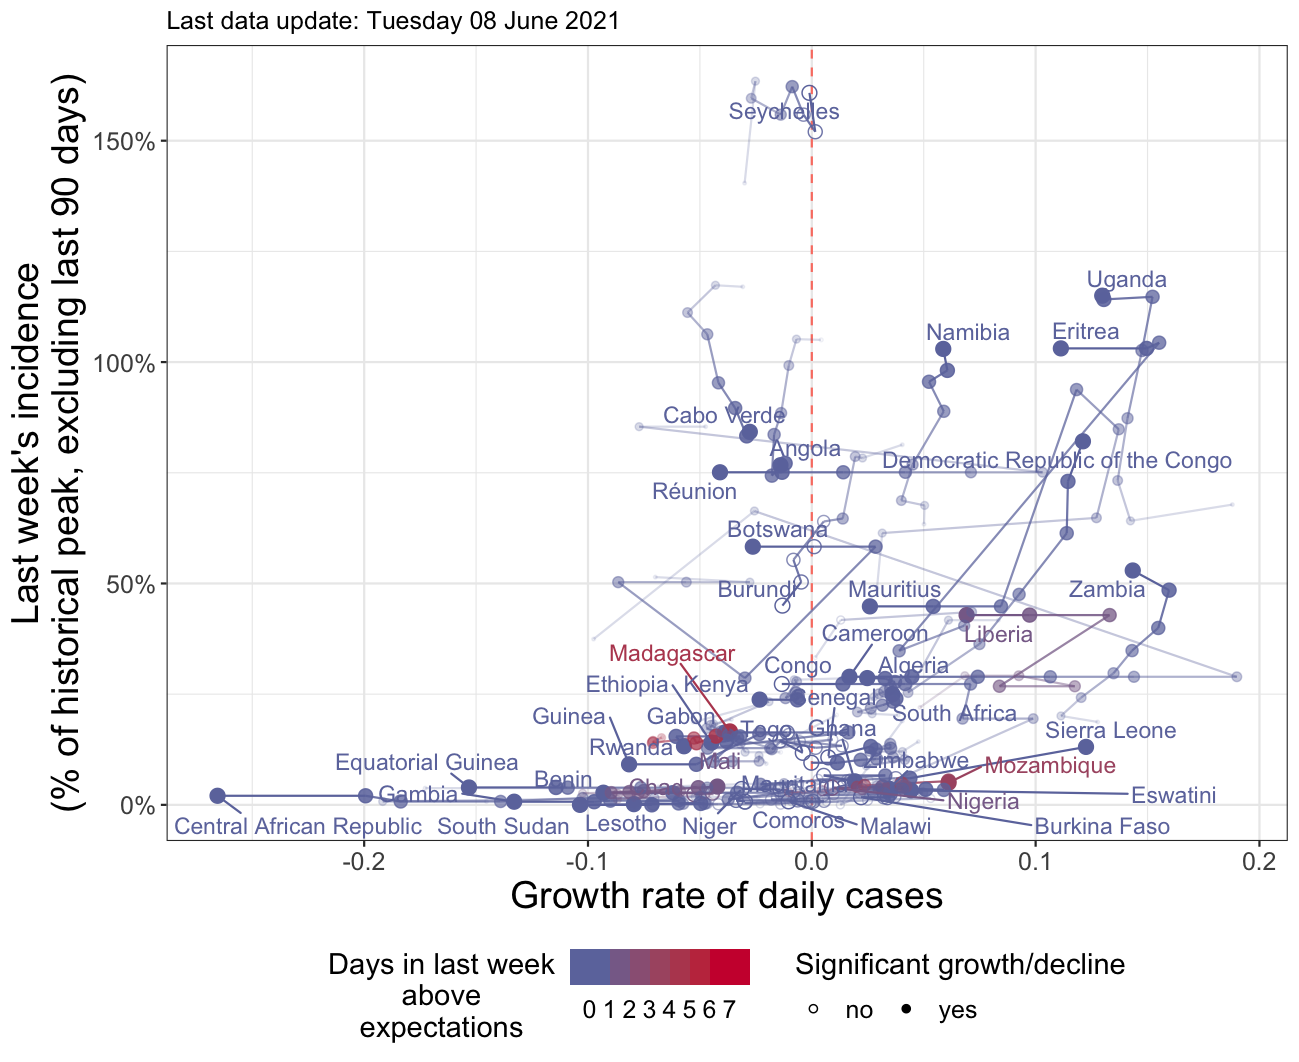 Last data update: Tuesday 08 June 2021
Last week's incidence
(% of historical peak, excluding last 90 days)
150%
100%
50%
0%
Seychelles
Uganda
Namibia
Eritrea
Cabo Verde
Angola
Democratic Republic of the Congo
Réunion
Botswana
Burundi
Mauritius
Zambia
Liberia
Cameroon
Madagascar
Congo
Algeria
Ethiopia
Kenya
Senegal
Guinea
Gabon
South Africa
Togo
Ghana
Sierra Leone
Rwanda
Mali
Zimbabwe
Mozambique
Equatorial Guinea
Benin
Chad
Mauritania
Gambia
Nigeria
Eswatini
Central African Republic
South Sudan
Lesotho
Niger
Comoros
Malawi
Burkina Faso
-0.2
-0.1
0.0
0.1
0.2
Growth rate of daily cases
Days in last week
above
expectations
0 1 2 3 4 5 6 7
Significant growth/decline
no
yes